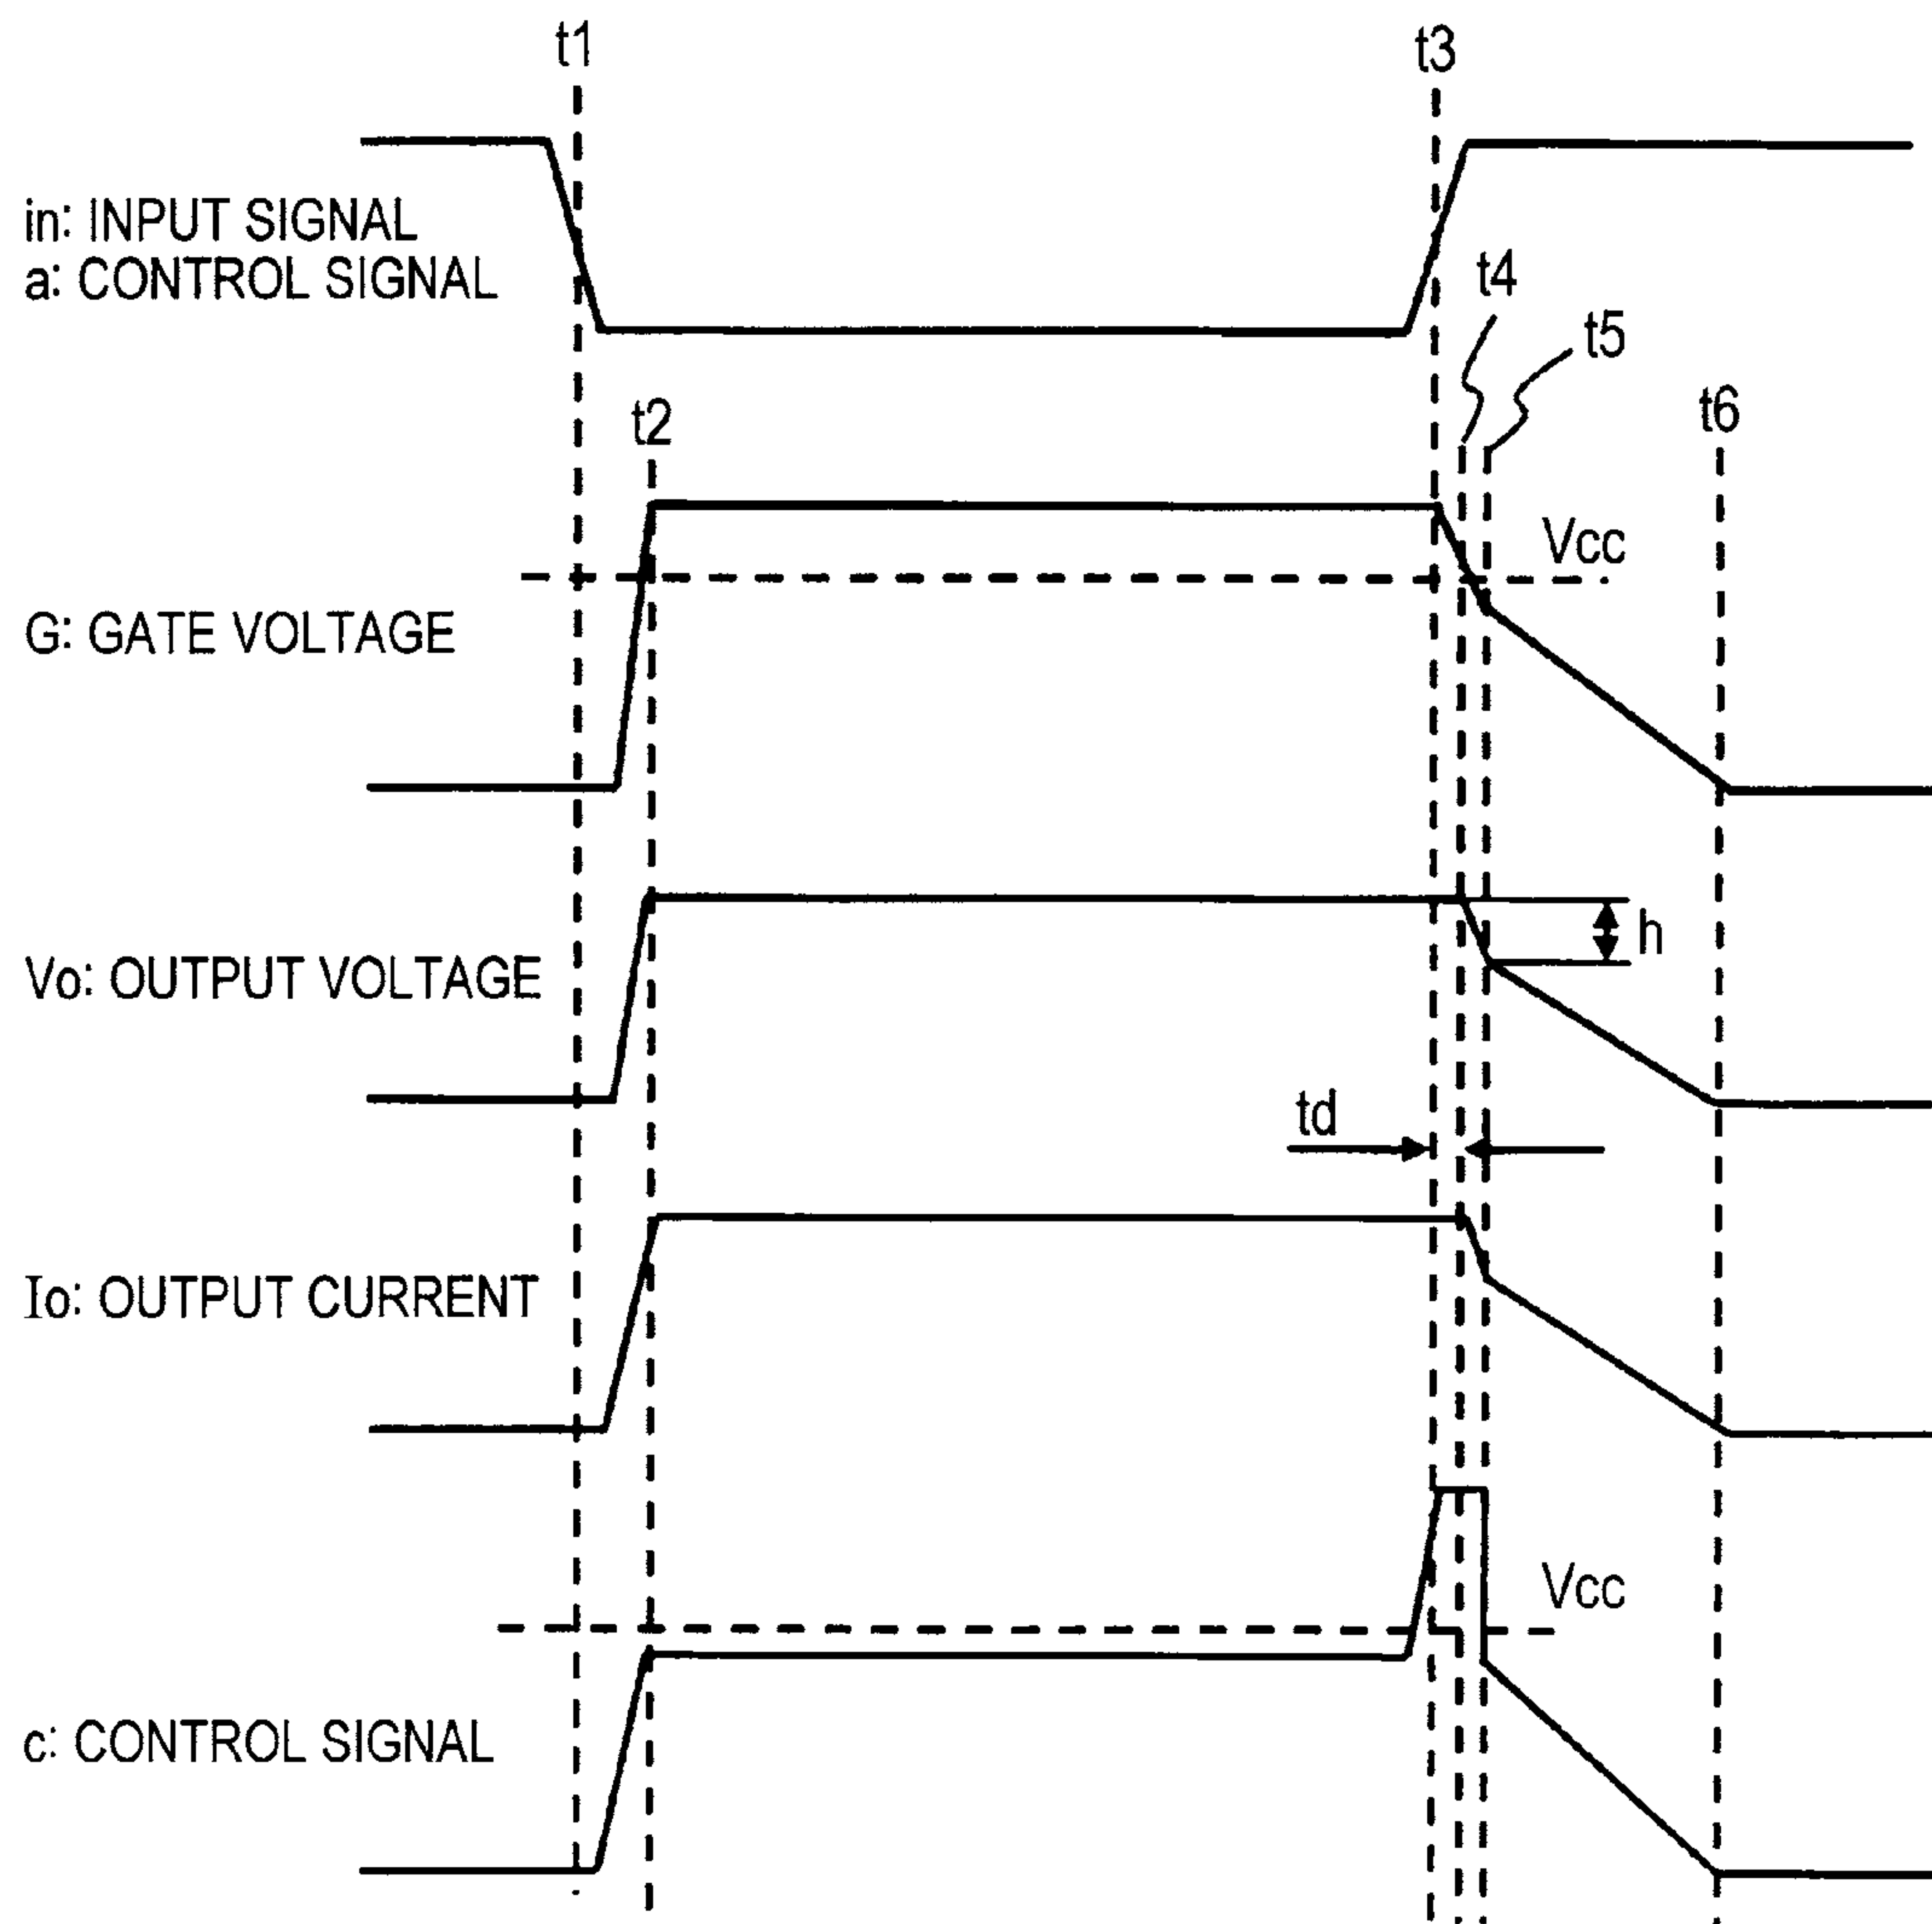 t1
t3
in: INPUT SIGNAL
a: CONTROL SIGNAL
t4
t5
t2
t6
Vcc
G: GATE VOLTAGE
h
Vo: OUTPUT VOLTAGE
td
Io: OUTPUT CURRENT
Vcc
c: CONTROL SIGNAL